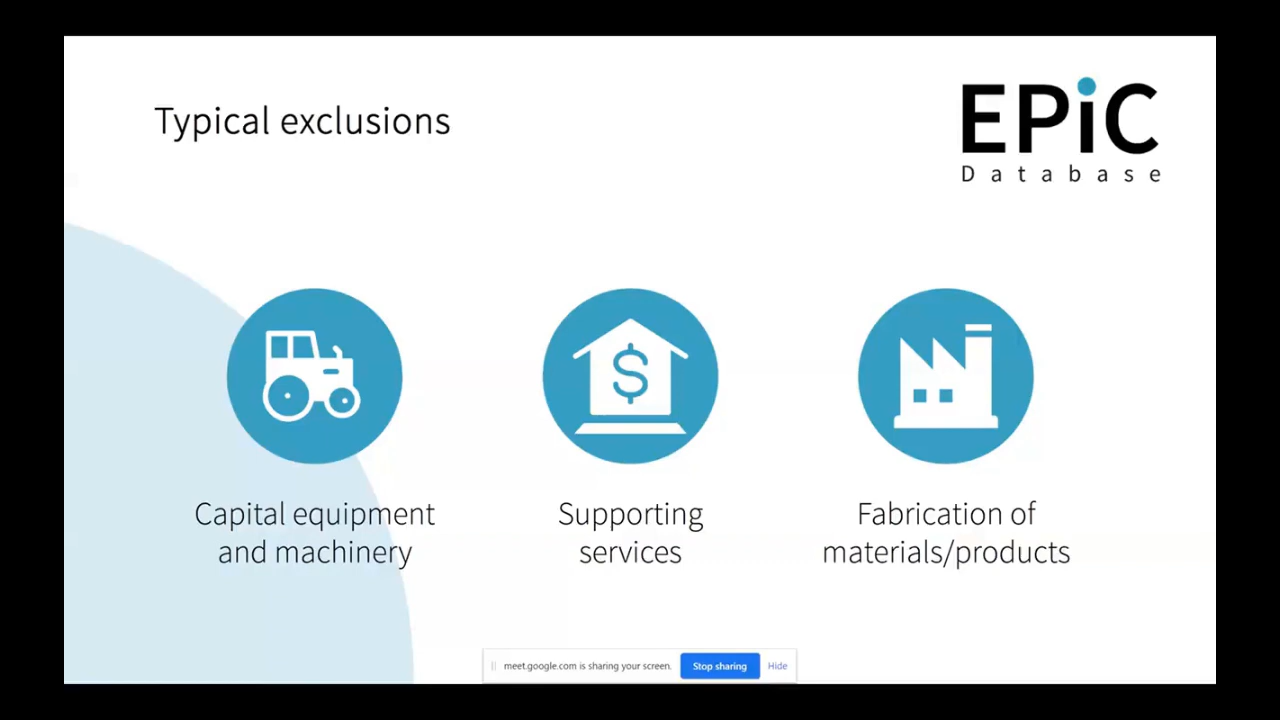 Typical exclusions
EPiC
Database
Capital equipment
and machinery
Supporting
services
Fabrication of
materials/products
meet.google.com is sharing your screen.
Stop sharing
Hide